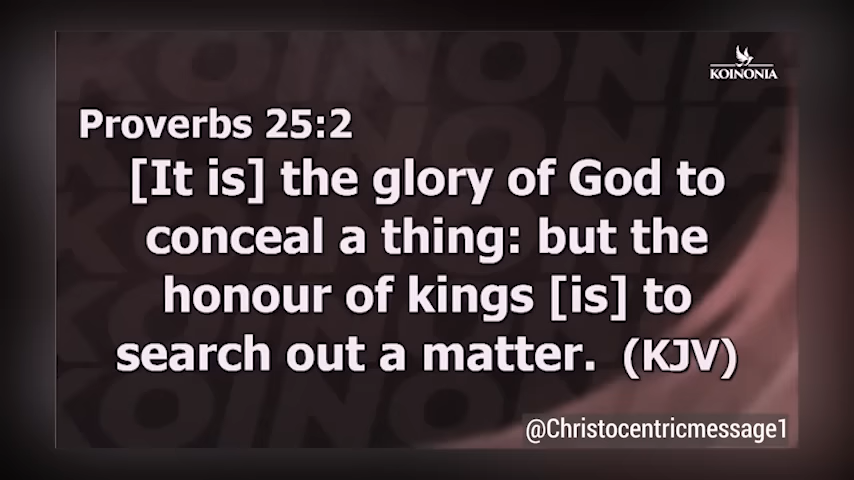 KOINONIA
Proverbs 25:2
[It is] the glory of God to
conceal a thing: but the
honour of kings [is] to
search out a matter. (KJV)
@Christocentricmessage1